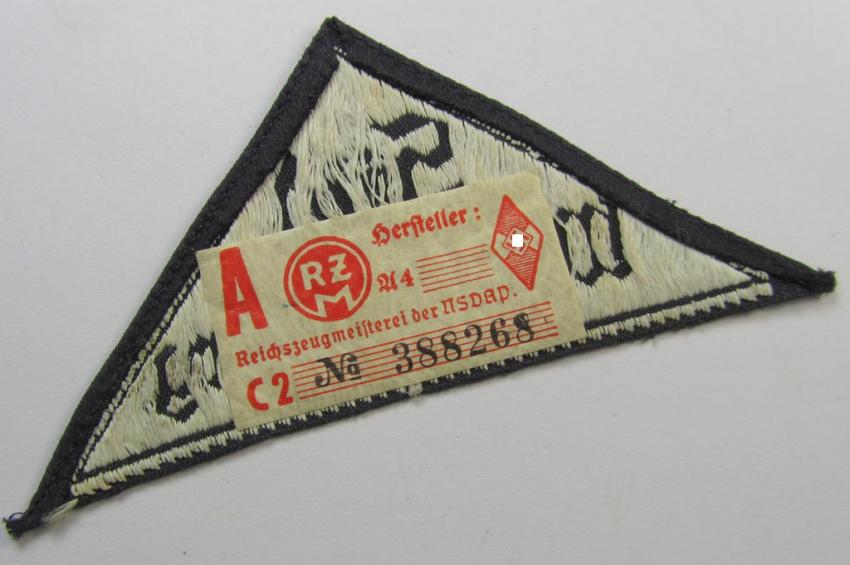 A
RZM
Hersteller:
A4
Reichszeugmeisterei der NSDAP.
C2 No 388268